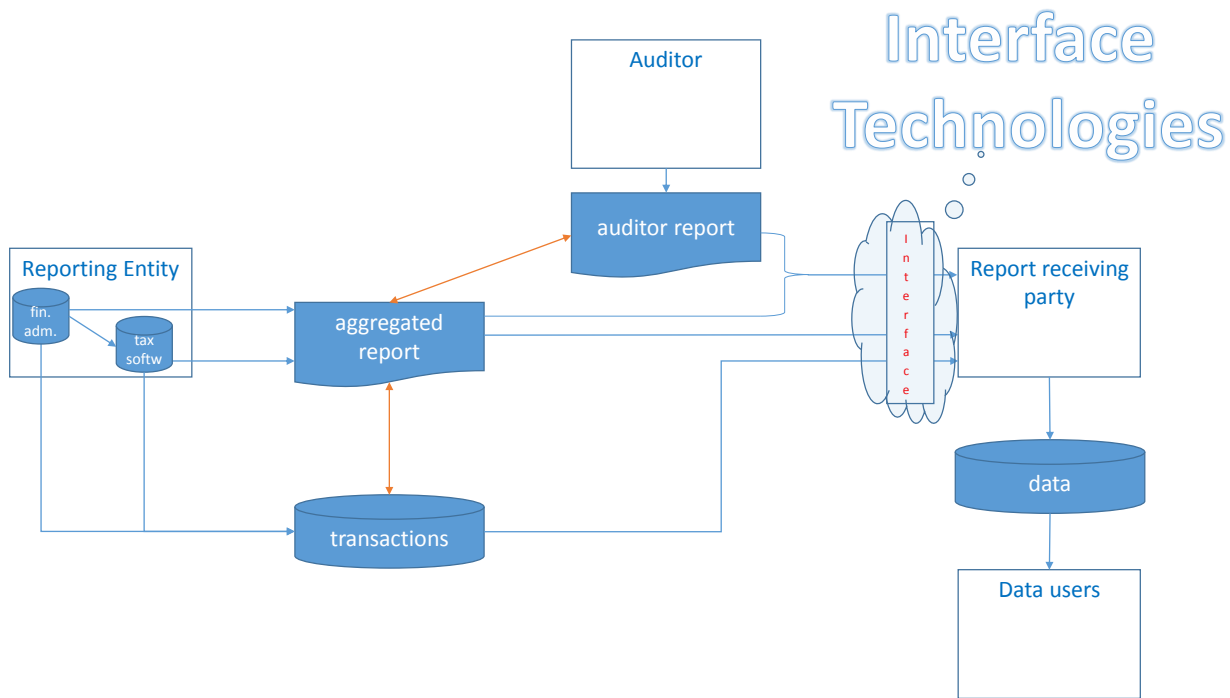 Interface
Technologies
Auditor
auditor report
Reporting Entity
fin.
adm.
tax
softw
aggregated
report
transactions
I
n
t
e
r
f
a
c
e
Report receiving
party
data
Data users